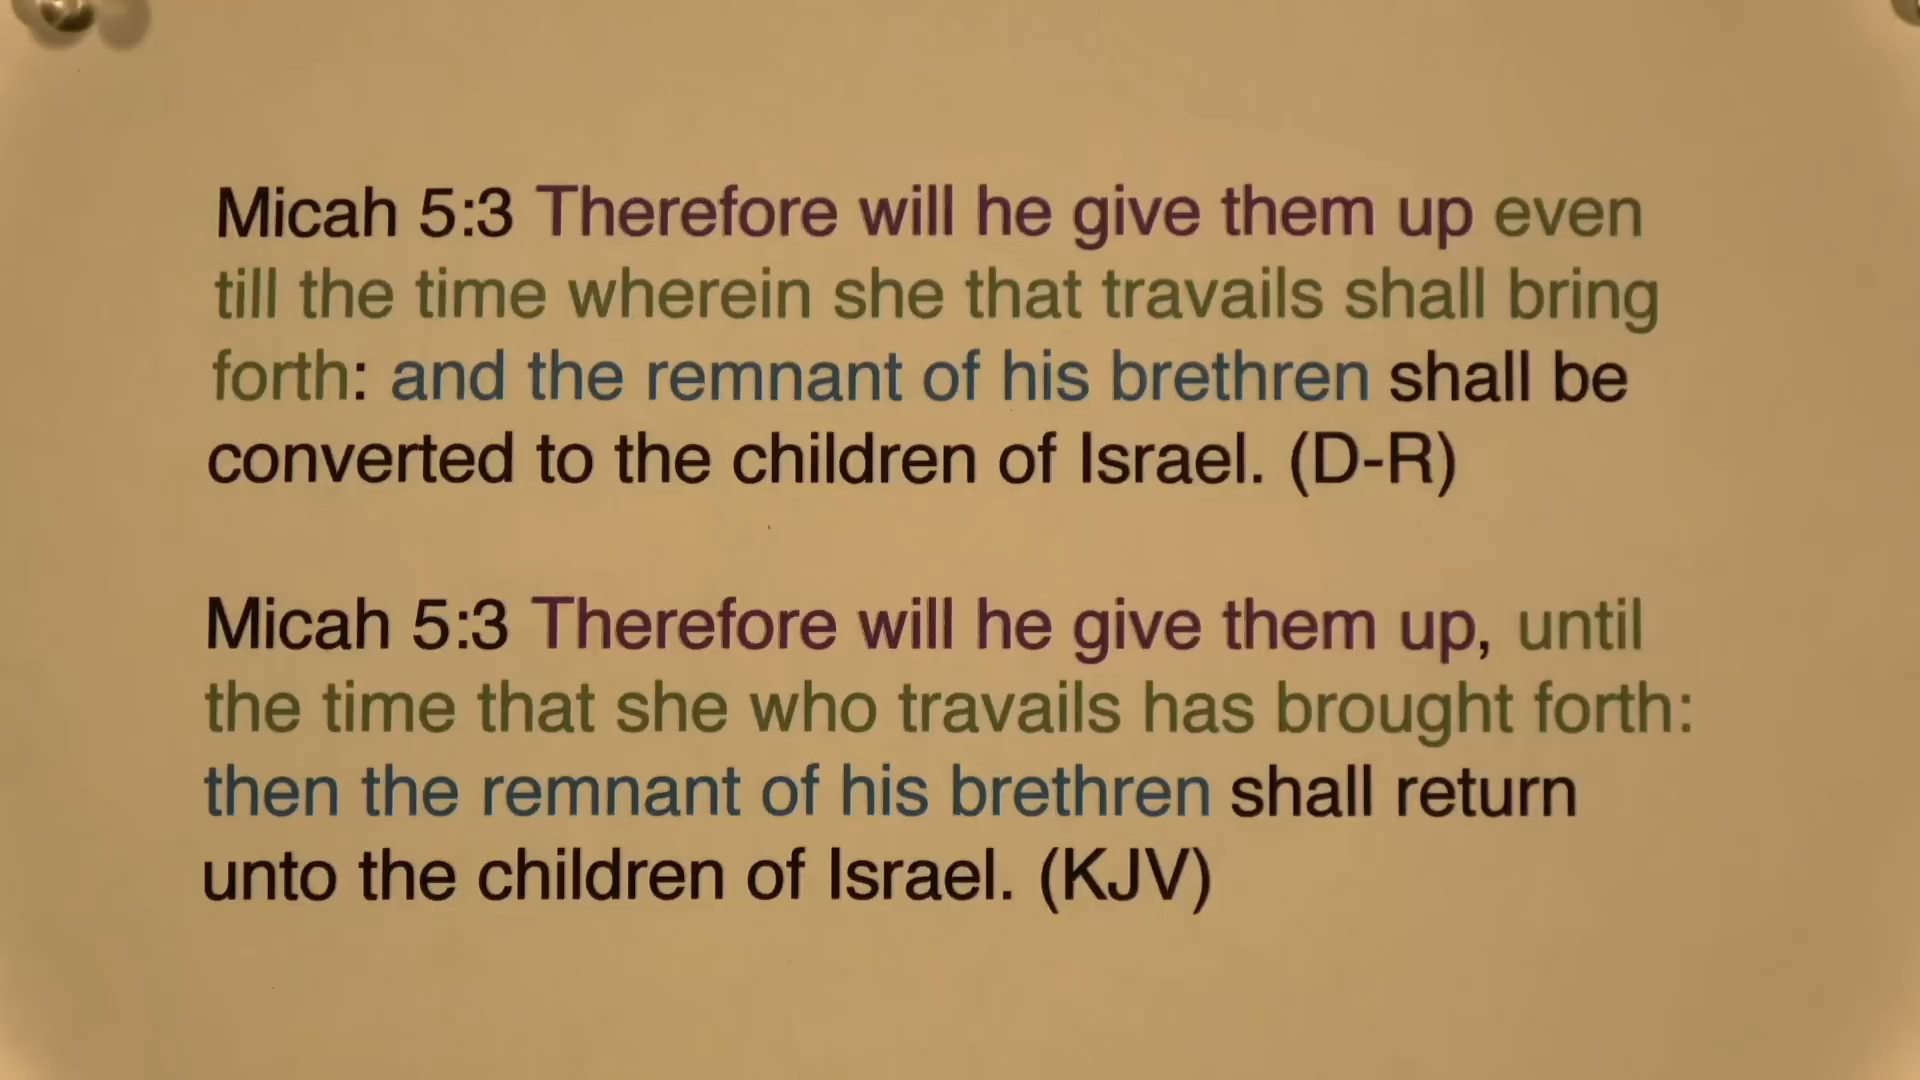 Micah 5:3 Therefore will he give them up even
till the time wherein she that travails shall bring
forth: and the remnant of his brethren shall be
converted to the children of Israel. (D-R)
Micah 5:3 Therefore will he give them up, until
the time that she who travails has brought forth:
then the remnant of his brethren shall return
unto the children of Israel. (KJV)